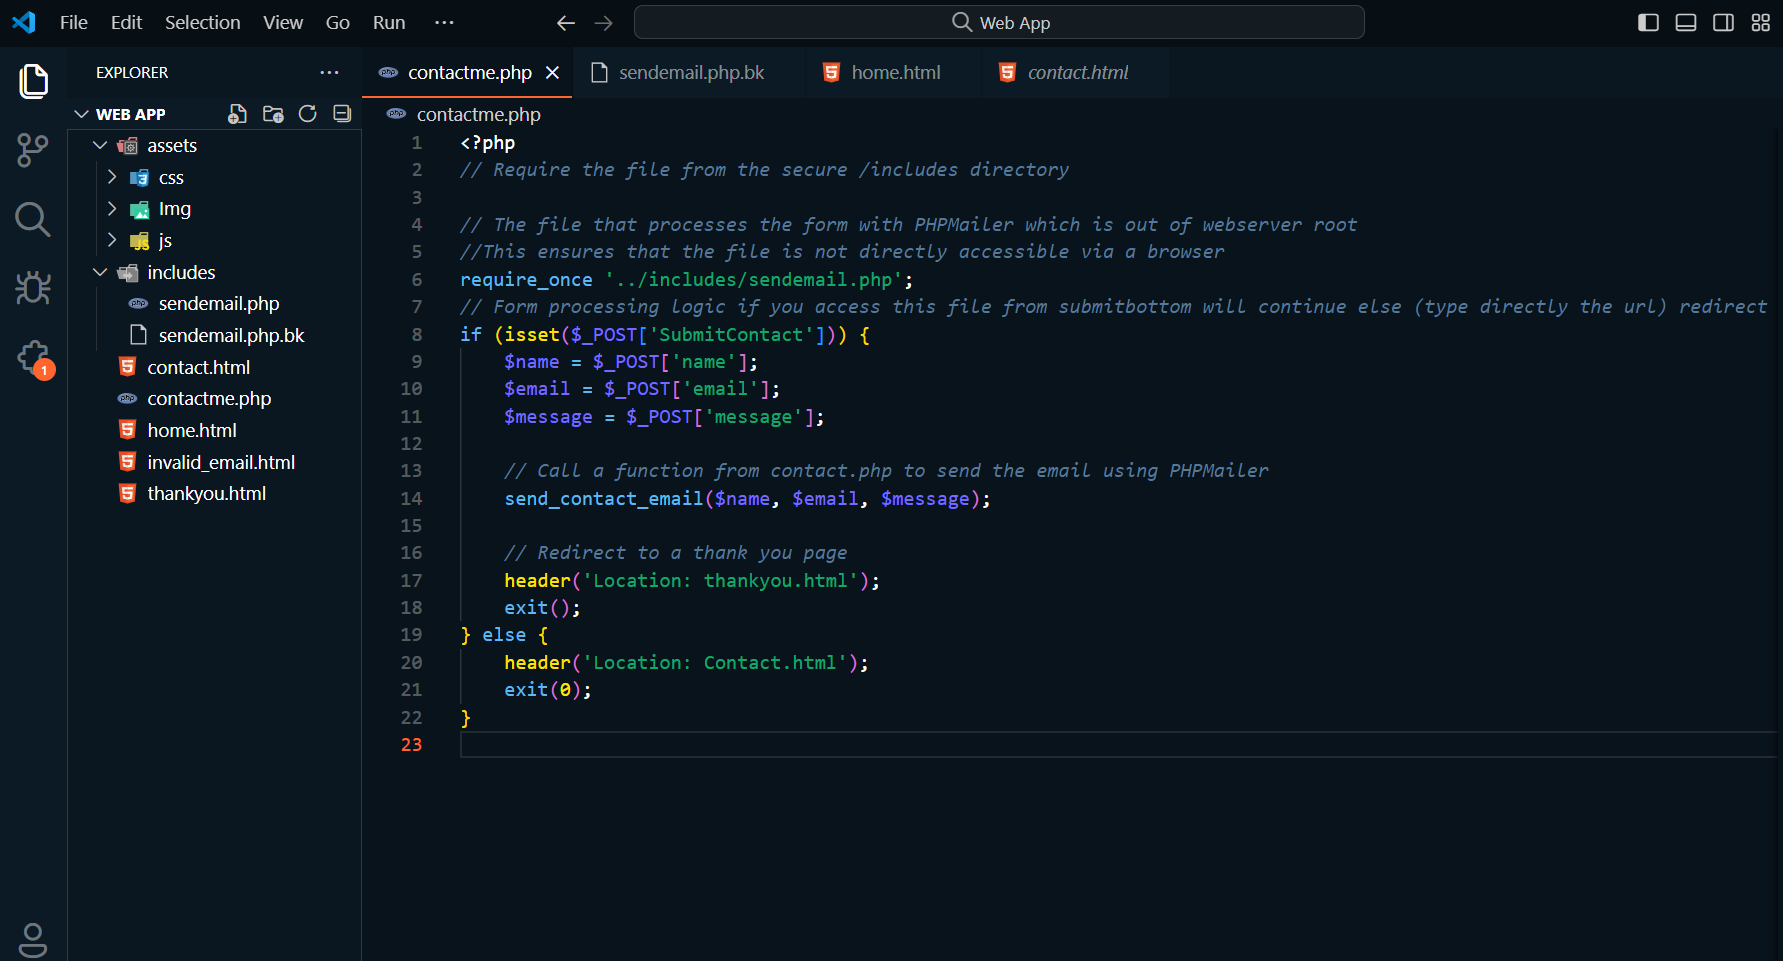 File Edit Selection View Go Run ···
Web App
EXPLORER ···
contactme.php
sendemail.php.bk
home.html
contact.html
WEB APP
contactme.php
assets
css
Img
js
includes
sendemail.php
sendemail.php.bk
contact.html
contactme.php
home.html
invalid_email.html
thankyou.html
1
1 <?php
2 // Require the file from the secure /includes directory
3
4 // The file that processes the form with PHPMailer which is out of webserver root
5 //This ensures that the file is not directly accessible via a browser
6 require_once '../includes/sendemail.php';
7 // Form processing logic if you access this file from submitbottom will continue else (type directly the url) redirect
8 if (isset($_POST['SubmitContact'])) {
9     $name = $_POST['name'];
10     $email = $_POST['email'];
11     $message = $_POST['message'];
12
13     // Call a function from contact.php to send the email using PHPMailer
14     send_contact_email($name, $email, $message);
15
16     // Redirect to a thank you page
17     header('Location: thankyou.html');
18     exit();
19 } else {
20     header('Location: Contact.html');
21     exit(0);
22 }
23